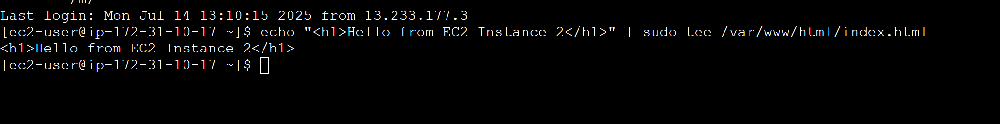 _/m/
Last login: Mon Jul 14 13:10:15 2025 from 13.233.177.3
[ec2-user@ip-172-31-10-17 ~]$ echo "<h1>Hello from EC2 Instance 2</h1>" | sudo tee /var/www/html/index.html
<h1>Hello from EC2 Instance 2</h1>
[ec2-user@ip-172-31-10-17 ~]$